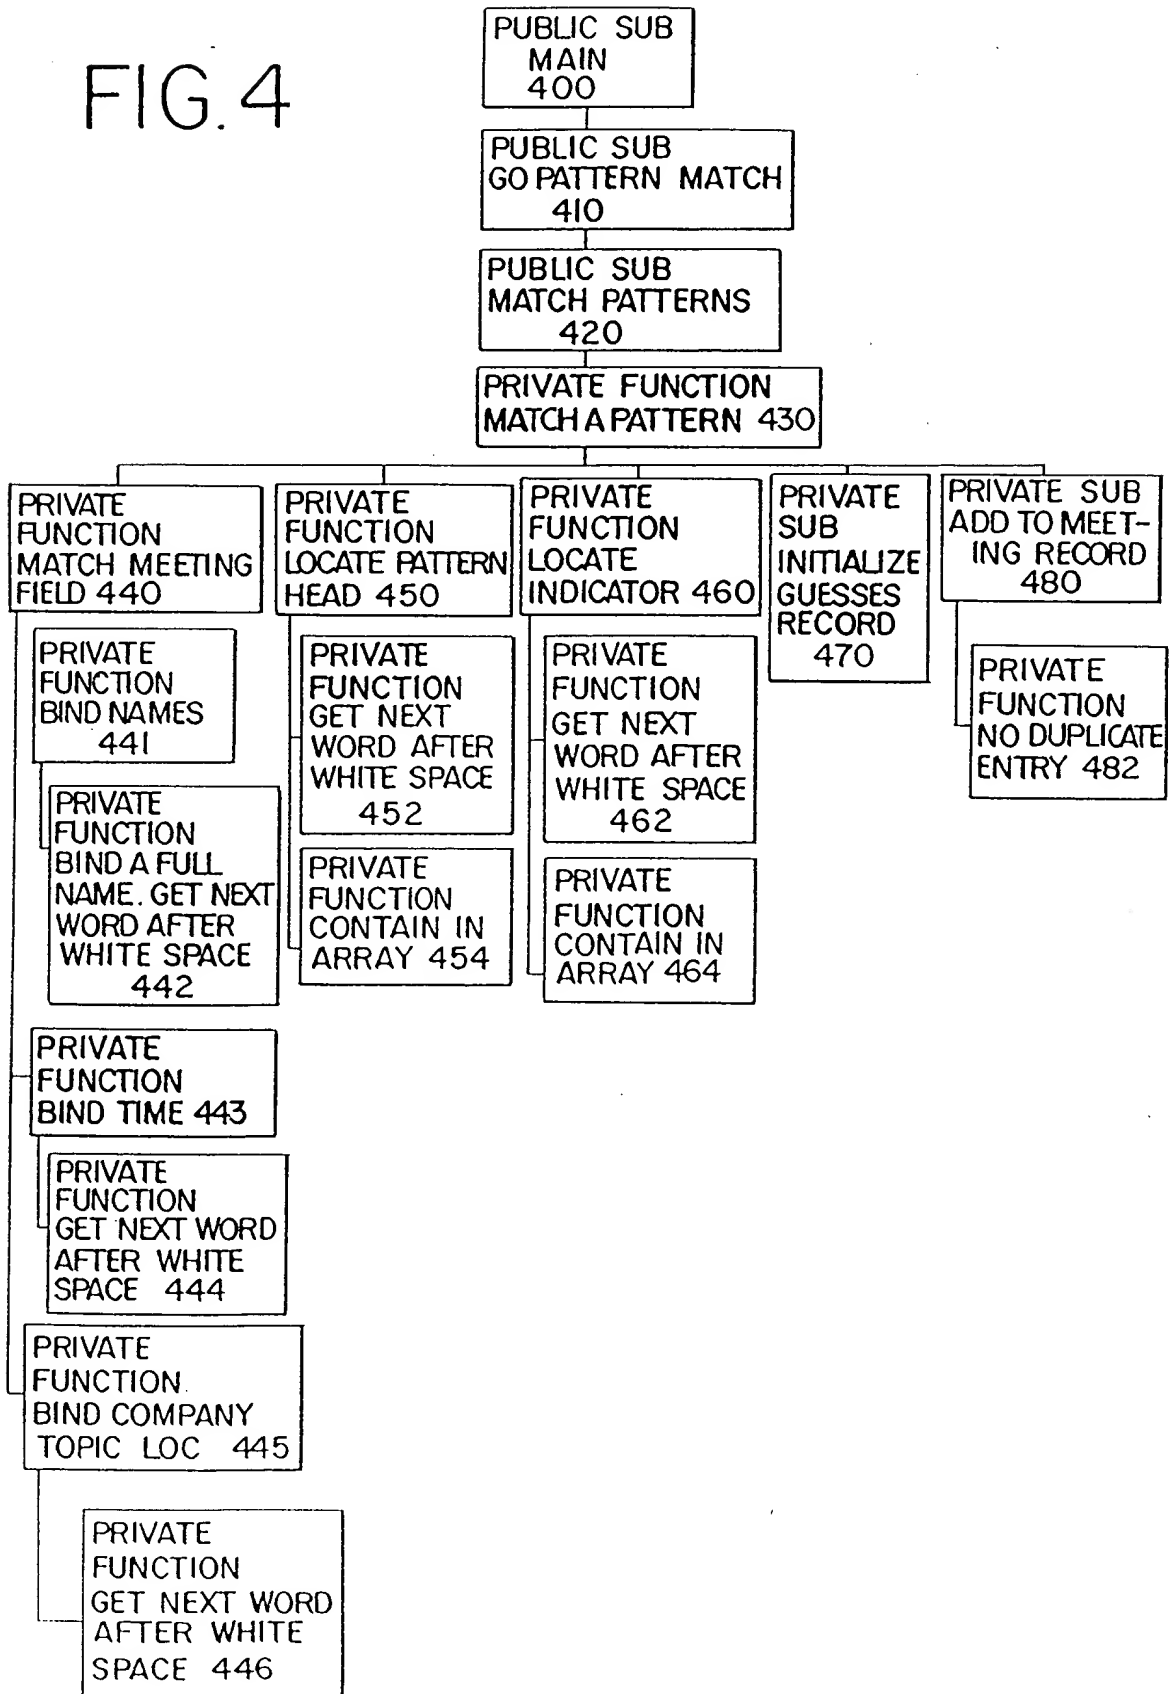 FIG. 4
PUBLIC SUB
MAIN
400
PUBLIC SUB
GO PATTERN MATCH
410
PUBLIC SUB
MATCH PATTERNS
420
PRIVATE FUNCTION
MATCH A PATTERN 430
PRIVATE
FUNCTION
MATCH MEETING
FIELD 440
PRIVATE
FUNCTION
BIND NAMES
441
PRIVATE
FUNCTION
BIND A FULL
NAME. GET NEXT
WORD AFTER
WHITE SPACE
442
PRIVATE
FUNCTION
BIND TIME 443
PRIVATE
FUNCTION
GET NEXT WORD
AFTER WHITE
SPACE 444
PRIVATE
FUNCTION
BIND COMPANY
TOPIC LOC 445
PRIVATE
FUNCTION
GET NEXT WORD
AFTER WHITE
SPACE 446
PRIVATE
FUNCTION
LOCATE PATTERN
HEAD 450
PRIVATE
FUNCTION
GET NEXT
WORD AFTER
WHITE SPACE
452
PRIVATE
FUNCTION
CONTAIN IN
ARRAY 454
PRIVATE
FUNCTION
LOCATE
INDICATOR 460
PRIVATE
FUNCTION
GET NEXT
WORD AFTER
WHITE SPACE
462
PRIVATE
FUNCTION
CONTAIN IN
ARRAY 464
PRIVATE
SUB
INITIALIZE
GUESSES
RECORD
470
PRIVATE SUB
ADD TO MEET-
ING RECORD
480
PRIVATE
FUNCTION
NO DUPLICATE
ENTRY 482